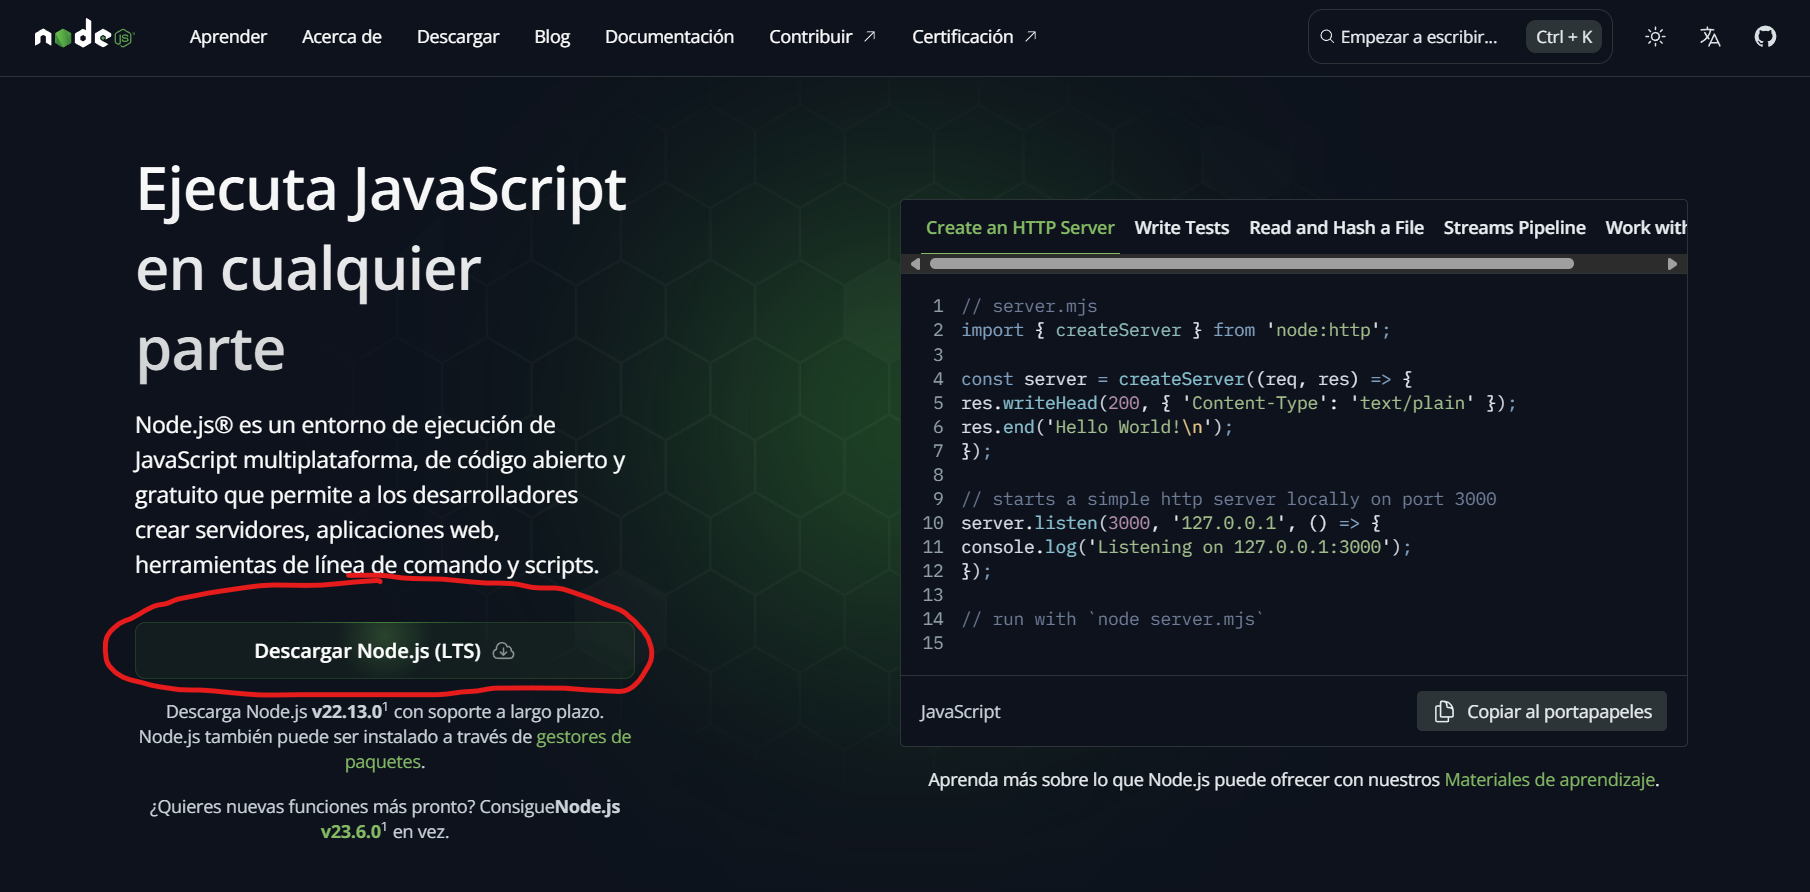 node JS
Aprender Acerca de Descargar Blog Documentación Contribuir Certificación
Empezar a escribir... Ctrl + K
Ejecuta JavaScript
en cualquier
parte
Node.js® es un entorno de ejecución de
JavaScript multiplataforma, de código abierto y
gratuito que permite a los desarrolladores
crear servidores, aplicaciones web,
herramientas de línea de comando y scripts.
Descargar Node.js (LTS)
Descarga Node.js v22.13.0¹ con soporte a largo plazo.
Node.js también puede ser instalado a través de gestores de
paquetes.
¿Quieres nuevas funciones más pronto? ConsigueNode.js
v23.6.0¹ en vez.
Create an HTTP Server Write Tests Read and Hash a File Streams Pipeline Work with
1 // server.mjs
2 import { createServer } from 'node:http';
3
4 const server = createServer((req, res) => {
5 res.writeHead(200, { 'Content-Type': 'text/plain' });
6 res.end('Hello World!\n');
7 });
8
9 // starts a simple http server locally on port 3000
10 server.listen(3000, '127.0.0.1', () => {
11 console.log('Listening on 127.0.0.1:3000');
12 });
13
14 // run with `node server.mjs`
15
JavaScript Copiar al portapapeles
Aprenda más sobre lo que Node.js puede ofrecer con nuestros Materiales de aprendizaje.